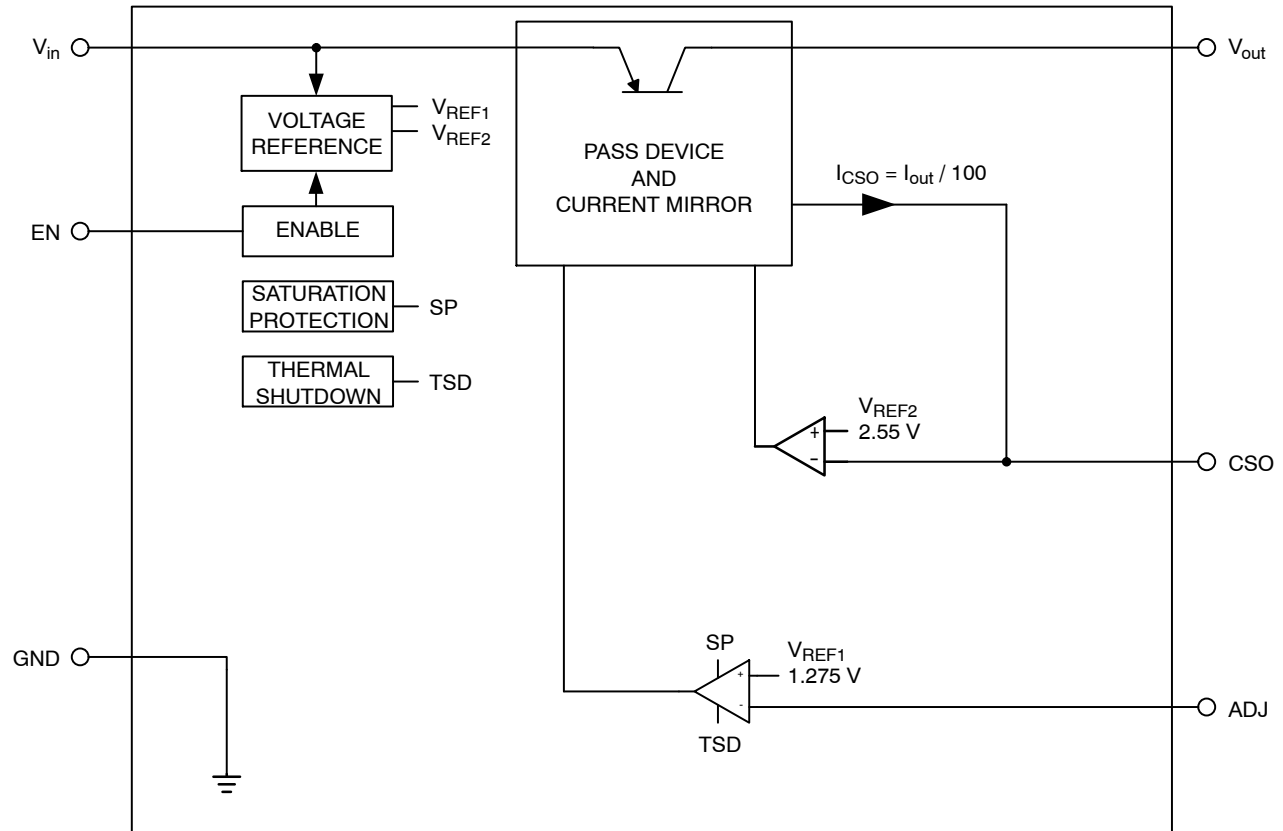 V_in
V_out
V_REF1
V_REF2
VOLTAGE
REFERENCE
PASS DEVICE
AND
CURRENT MIRROR
I_CSO = I_out / 100
EN
ENABLE
SATURATION
PROTECTION
SP
THERMAL
SHUTDOWN
TSD
V_REF2
2.55 V
+
−
CSO
GND
SP
V_REF1
1.275 V
+
-
TSD
ADJ